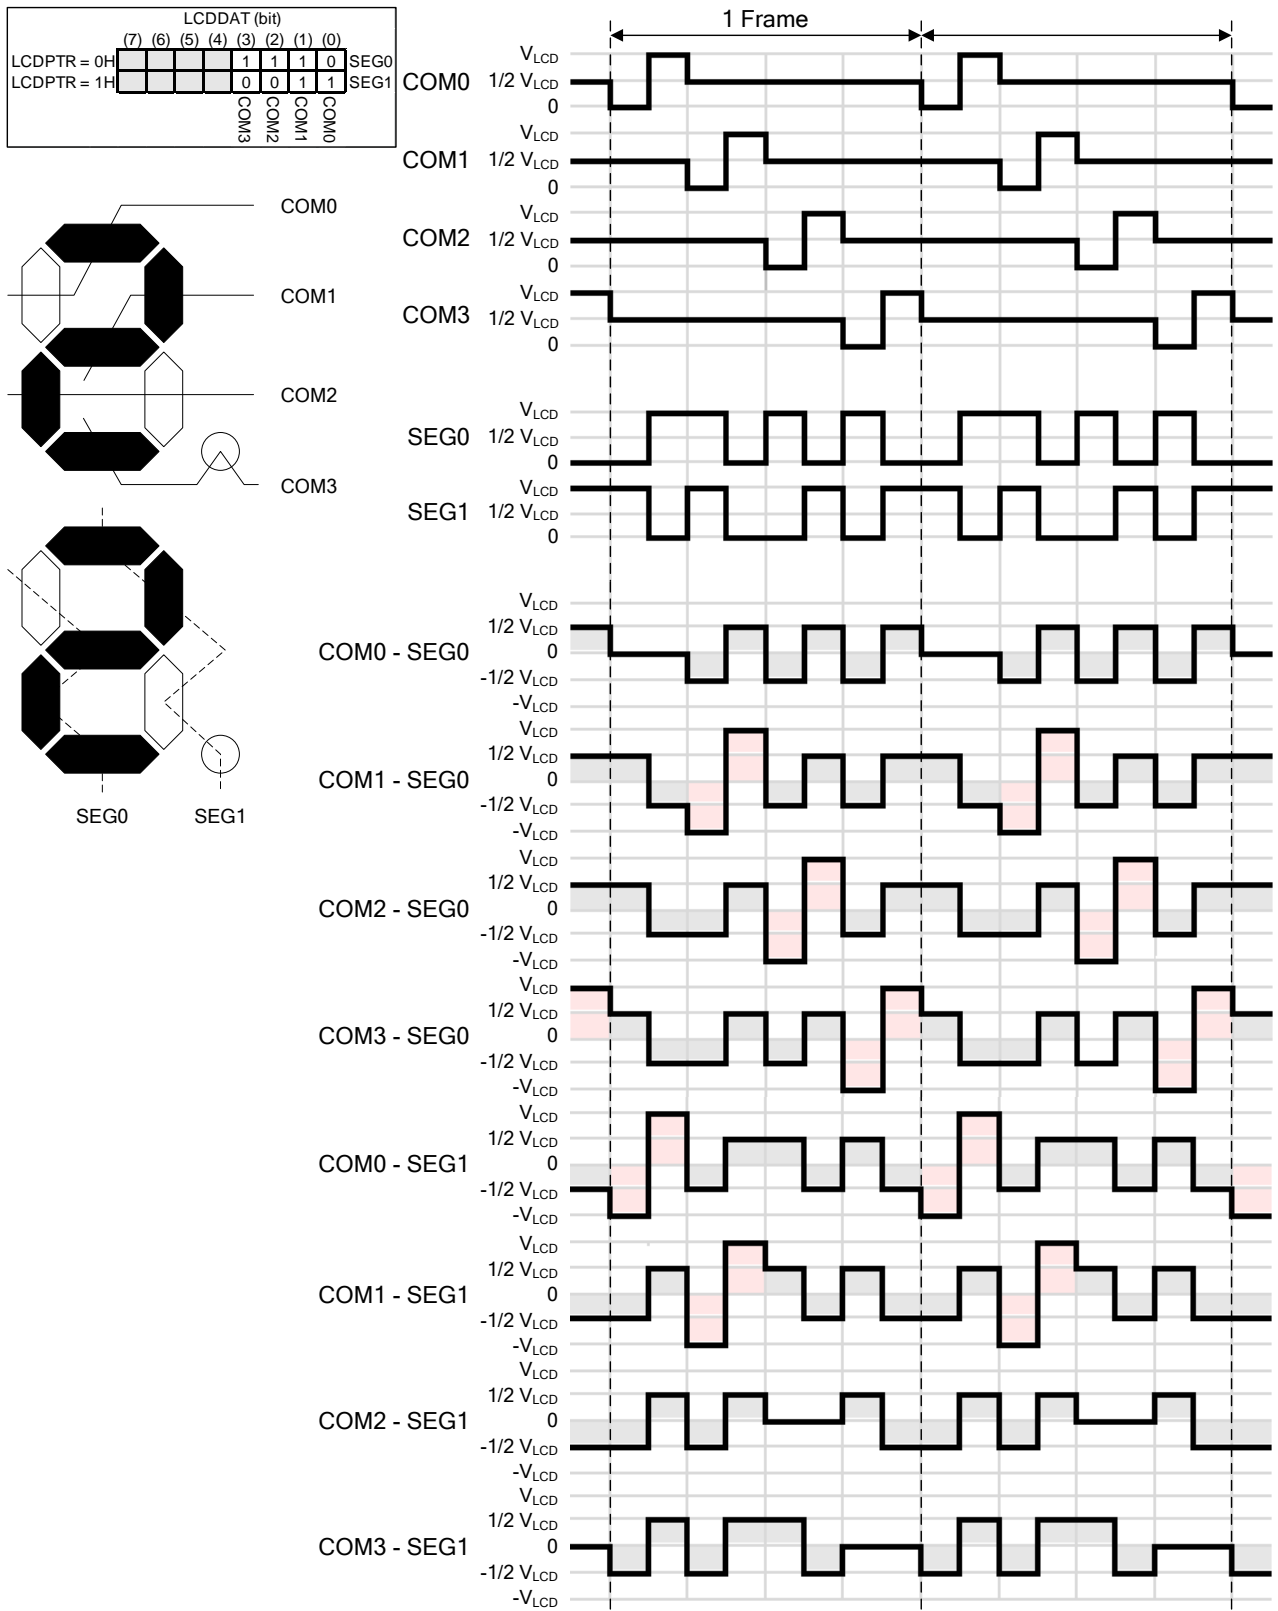 LCDDAT (bit)
(7) (6) (5) (4) (3) (2) (1) (0)
LCDPTR = 0H 1 1 1 0 SEG0
LCDPTR = 1H 0 0 1 1 SEG1
COM3 COM2 COM1 COM0
COM0
COM1
COM2
COM3
SEG0 SEG1
1 Frame
COM0
VLCD
1/2 VLCD
0
COM1
VLCD
1/2 VLCD
0
COM2
VLCD
1/2 VLCD
0
COM3
VLCD
1/2 VLCD
0
SEG0
VLCD
1/2 VLCD
0
SEG1
VLCD
1/2 VLCD
0
COM0 - SEG0
VLCD
1/2 VLCD
0
-1/2 VLCD
-VLCD
COM1 - SEG0
VLCD
1/2 VLCD
0
-1/2 VLCD
-VLCD
COM2 - SEG0
VLCD
1/2 VLCD
0
-1/2 VLCD
-VLCD
COM3 - SEG0
VLCD
1/2 VLCD
0
-1/2 VLCD
-VLCD
COM0 - SEG1
VLCD
1/2 VLCD
0
-1/2 VLCD
-VLCD
COM1 - SEG1
VLCD
1/2 VLCD
0
-1/2 VLCD
-VLCD
COM2 - SEG1
VLCD
1/2 VLCD
0
-1/2 VLCD
-VLCD
COM3 - SEG1
VLCD
1/2 VLCD
0
-1/2 VLCD
-VLCD